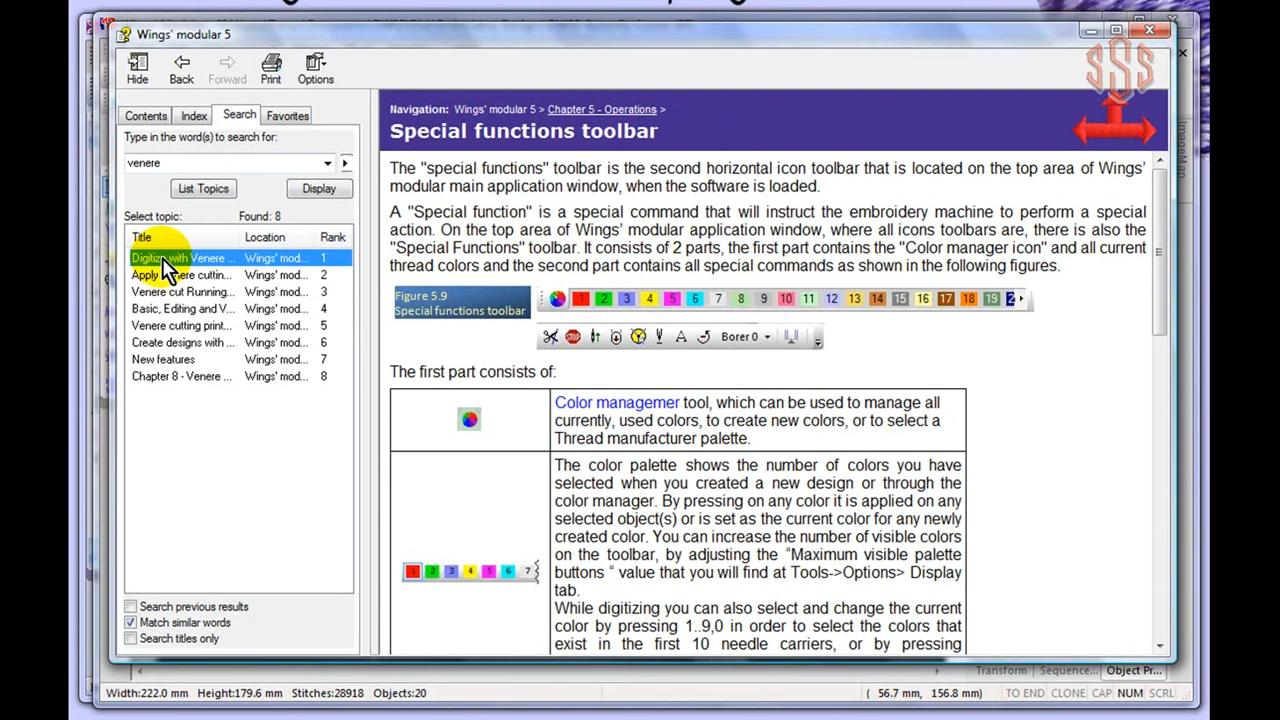 Wings' modular 5
Hide
Back
Forward
Print
Options
Contents
Index
Search
Favorites
Type in the word(s) to search for:
venere
List Topics
Display
Select topic:
Found: 8
Title
Location
Rank
Digitize with Venere ...
Wings' mod...
1
Apply Venere cuttin...
Wings' mod...
2
Venere cut Running...
Wings' mod...
3
Basic, Editing and V...
Wings' mod...
4
Venere cutting print...
Wings' mod...
5
Create designs with ...
Wings' mod...
6
New features
Wings' mod...
7
Chapter 8 - Venere ...
Wings' mod...
8
Search previous results
Match similar words
Search titles only
Navigation: Wings' modular 5 > Chapter 5 - Operations >
Special functions toolbar
The "special functions" toolbar is the second horizontal icon toolbar that is located on the top area of Wings'
modular main application window, when the software is loaded.
A "Special function" is a special command that will instruct the embroidery machine to perform a special
action. On the top area of Wings' modular application window, where all icons toolbars are, there is also the
"Special Functions" toolbar. It consists of 2 parts, the first part contains the "Color manager icon" and all current
thread colors and the second part contains all special commands as shown in the following figures.
Figure 5.9
Special functions toolbar
1 2 3 4 5 6 7 8 9 10 11 12 13 14 15 16 17 18 19 2
A Borer 0
The first part consists of:
Color managemer tool, which can be used to manage all
currently, used colors, to create new colors, or to select a
Thread manufacturer palette.
1 2 3 4 5 6 7
The color palette shows the number of colors you have
selected when you created a new design or through the
color manager. By pressing on any color it is applied on any
selected object(s) or is set as the current color for any newly
created color. You can increase the number of visible colors
on the toolbar, by adjusting the “Maximum visible palette
buttons “ value that you will find at Tools->Options> Display
tab.
While digitizing you can also select and change the current
color by pressing 1..9,0 in order to select the colors that
exist in the first 10 needle carriers, or by pressing
SSS
ImageMap
Transform
Sequence...
Object Pr...
Width:222.0 mm Height:179.6 mm Stitches:28918 Objects:20
( 56.7 mm, 156.8 mm)
TO END CLONE CAP NUM SCRL